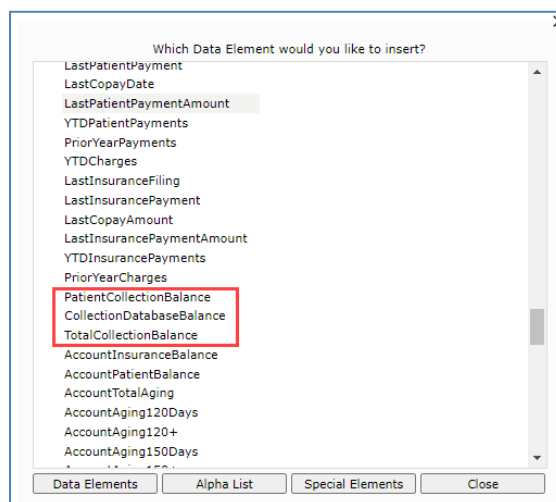 Which Data Element would you like to insert?
LastPatientPayment
LastCopayDate
LastPatientPaymentAmount
YTDPatientPayments
PriorYearPayments
YTDCharges
LastInsuranceFiling
LastInsurancePayment
LastCopayAmount
LastInsurancePaymentAmount
YTDInsurancePayments
PriorYearCharges
PatientCollectionBalance
CollectionDatabaseBalance
TotalCollectionBalance
AccountInsuranceBalance
AccountPatientBalance
AccountTotalAging
AccountAging120Days
AccountAging120+
AccountAging150Days
Data Elements Alpha List Special Elements Close